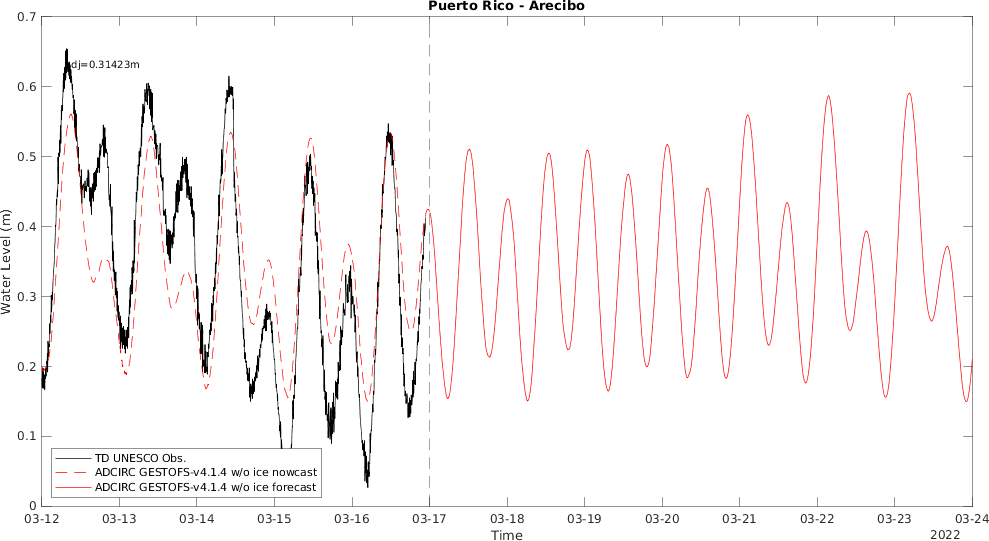 Puerto Rico - Arecibo
0.7
dj=0.31423m
0.6
0.5
0.4
Water Level (m)
0.3
0.2
0.1
0
TD UNESCO Obs.
ADCIRC GESTOFS-v4.1.4 w/o ice nowcast
ADCIRC GESTOFS-v4.1.4 w/o ice forecast
03-12 03-13 03-14 03-15 03-16 03-17 03-18 03-19 03-20 03-21 03-22 03-23 03-24
Time
2022